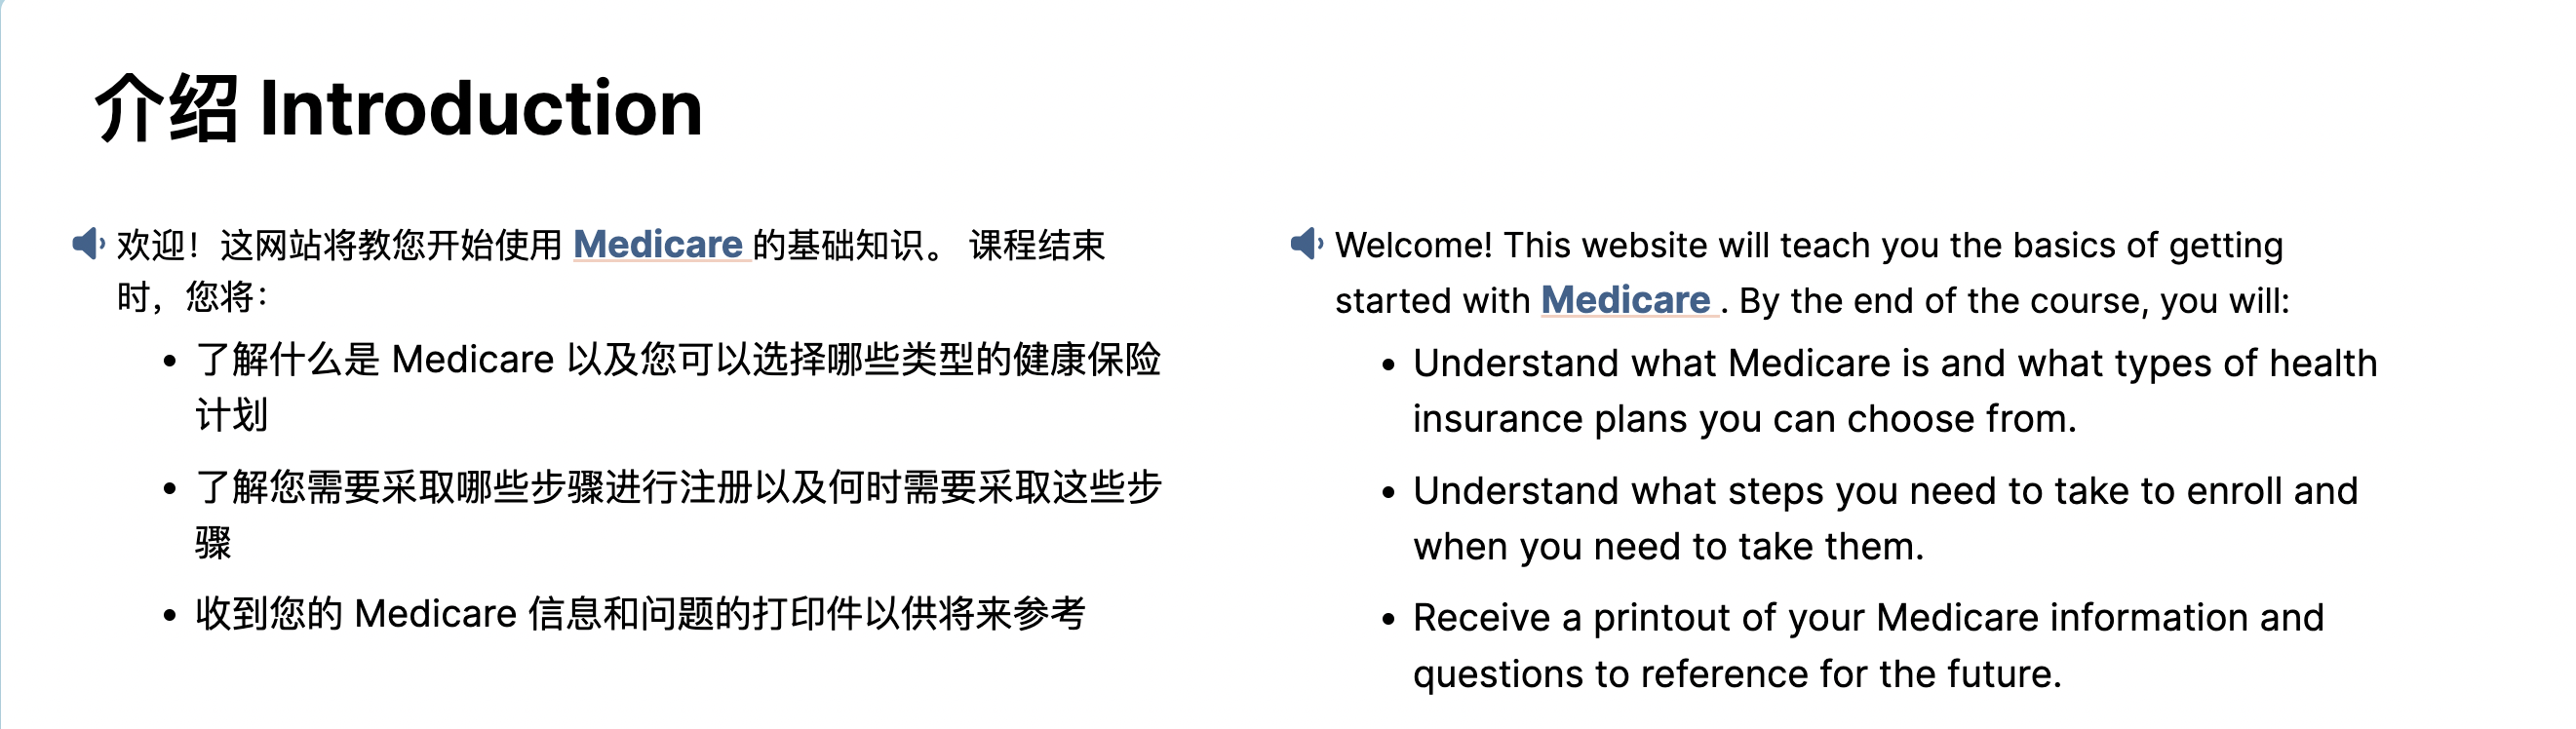 介绍 Introduction
欢迎！这网站将教您开始使用 Medicare 的基础知识。 课程结束
时，您将：
• 了解什么是 Medicare 以及您可以选择哪些类型的健康保险
计划
• 了解您需要采取哪些步骤进行注册以及何时需要采取这些步
骤
• 收到您的 Medicare 信息和问题的打印件以供将来参考
Welcome! This website will teach you the basics of getting
started with Medicare . By the end of the course, you will:
• Understand what Medicare is and what types of health
insurance plans you can choose from.
• Understand what steps you need to take to enroll and
when you need to take them.
• Receive a printout of your Medicare information and
questions to reference for the future.